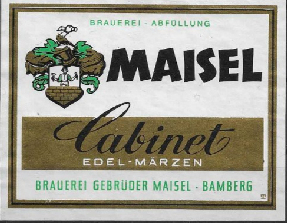 BRAUEREI - ABFÜLLUNG
MAISEL
Cabinet
EDEL-MÄRZEN
BRAUEREI GEBRÜDER MAISEL - BAMBERG